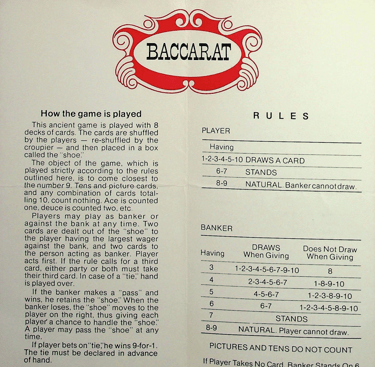 BACCARAT
How the game is played
This ancient game is played with 8
decks of cards. The cards are shuffled
by the players — re-shuffled by the
croupier — and then placed in a box
called the "shoe."
The object of the game, which is
played strictly according to the rules
outlined here, is to come closest to
the number 9. Tens and picture cards,
and any combination of cards total-
ling 10, count nothing. Ace is counted
one, deuce is counted two, etc.
Players may play as banker or
against the bank at any time. Two
cards are dealt out of the "shoe" to
the player having the largest wager
against the bank, and two cards to
the person acting as banker. Player
acts first. If the rule calls for a third
card, either party or both must take
their third card. In case of a "tie," hand
is played over.
If the banker makes a "pass" and
wins, he retains the "shoe." When the
banker loses, the "shoe" moves to the
player on the right, thus giving each
player a chance to handle the "shoe."
A player may pass the "shoe" at any
time.
If player bets on "tie," he wins 9-for-1.
The tie must be declared in advance
of hand.
RULES
PLAYER
Having
1-2-3-4-5-10 DRAWS A CARD
6-7 STANDS
8-9 NATURAL. Banker cannot draw.
BANKER
Having DRAWS When Giving Does Not Draw When Giving
3 1-2-3-4-5-6-7-9-10 8
4 2-3-4-5-6-7 1-8-9-10
5 4-5-6-7 1-2-3-8-9-10
6 6-7 1-2-3-4-5-8-9-10
7 STANDS
8-9 NATURAL. Player cannot draw.
PICTURES AND TENS DO NOT COUNT
If Player Takes No Card, Banker Stands On 6